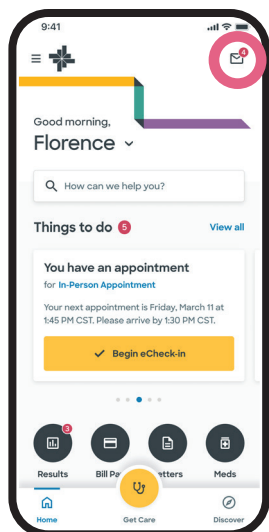 9:41
4
Good morning,
Florence
How can we help you?
Things to do 5 View all
You have an appointment
for In-Person Appointment
Your next appointment is Friday, March 11 at
1:45 PM CST. Please arrive by 1:30 PM CST.
Begin eCheck-in
3
Results Bill Pa etters Meds
Home Get Care Discover